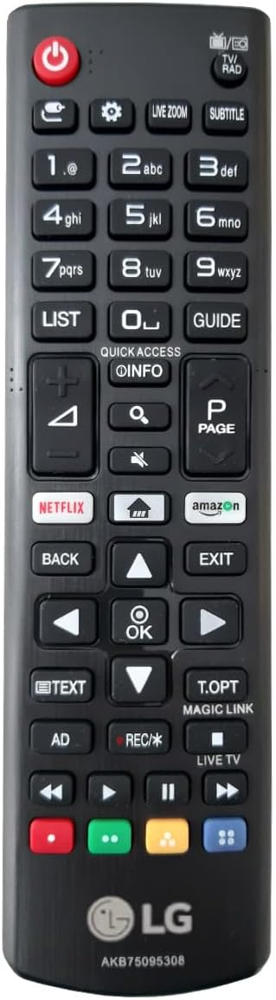 TV/
RAD
LIVE ZOOM SUBTITLE
1.@ 2abc 3def
4ghi 5jkl 6mno
7pqrs 8tuv 9wxyz
LIST 0␣ GUIDE
QUICK ACCESS
ⓘINFO
+
P
PAGE
−
NETFLIX amazon
BACK EXIT
OK
TEXT T.OPT
MAGIC LINK
AD REC/*
LIVE TV
LG
AKB75095308